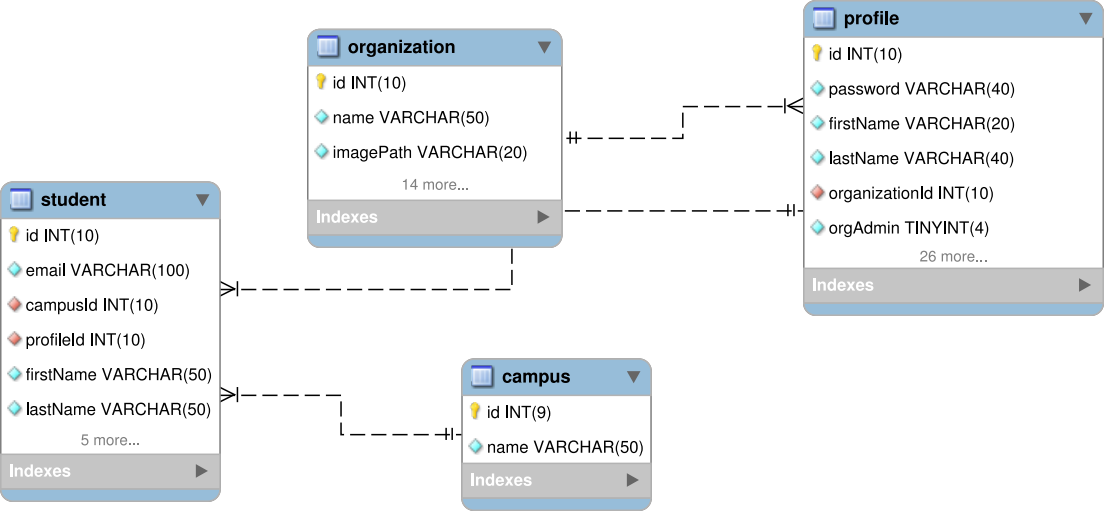 organization
id INT(10)
name VARCHAR(50)
imagePath VARCHAR(20)
14 more...
Indexes
profile
id INT(10)
password VARCHAR(40)
firstName VARCHAR(20)
lastName VARCHAR(40)
organizationId INT(10)
orgAdmin TINYINT(4)
26 more...
Indexes
student
id INT(10)
email VARCHAR(100)
campusId INT(10)
profileId INT(10)
firstName VARCHAR(50)
lastName VARCHAR(50)
5 more...
Indexes
campus
id INT(9)
name VARCHAR(50)
Indexes